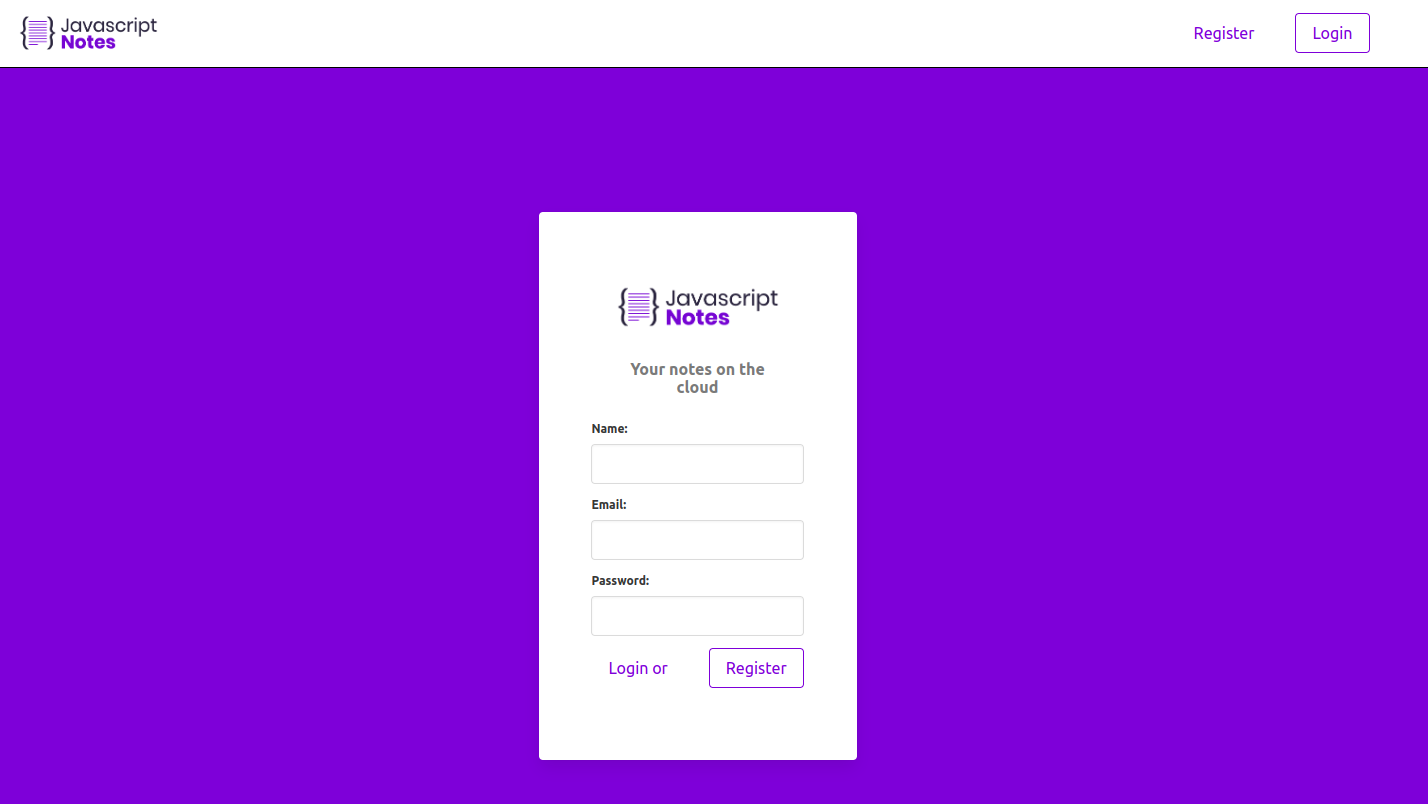 Javascript
Notes
Register
Login
Javascript
Notes
Your notes on the
cloud
Name:
Email:
Password:
Login or
Register